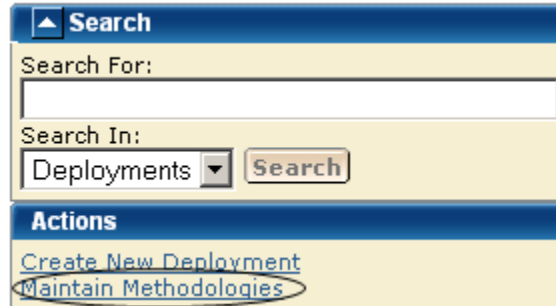 Search
Search For:
Search In:
Deployments Search
Actions
Create New Deployment
Maintain Methodologies